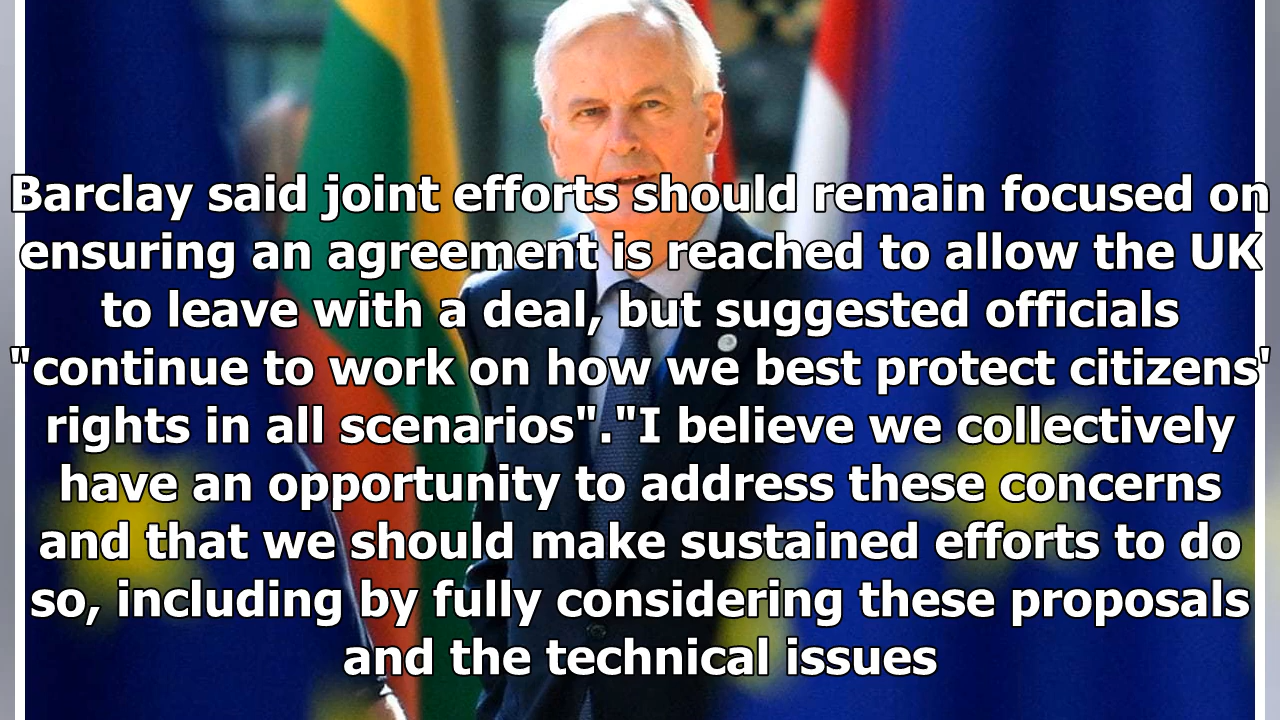 Barclay said joint efforts should remain focused on
ensuring an agreement is reached to allow the UK
to leave with a deal, but suggested officials
"continue to work on how we best protect citizens'
rights in all scenarios"."I believe we collectively
have an opportunity to address these concerns
and that we should make sustained efforts to do
so, including by fully considering these proposals
and the technical issues